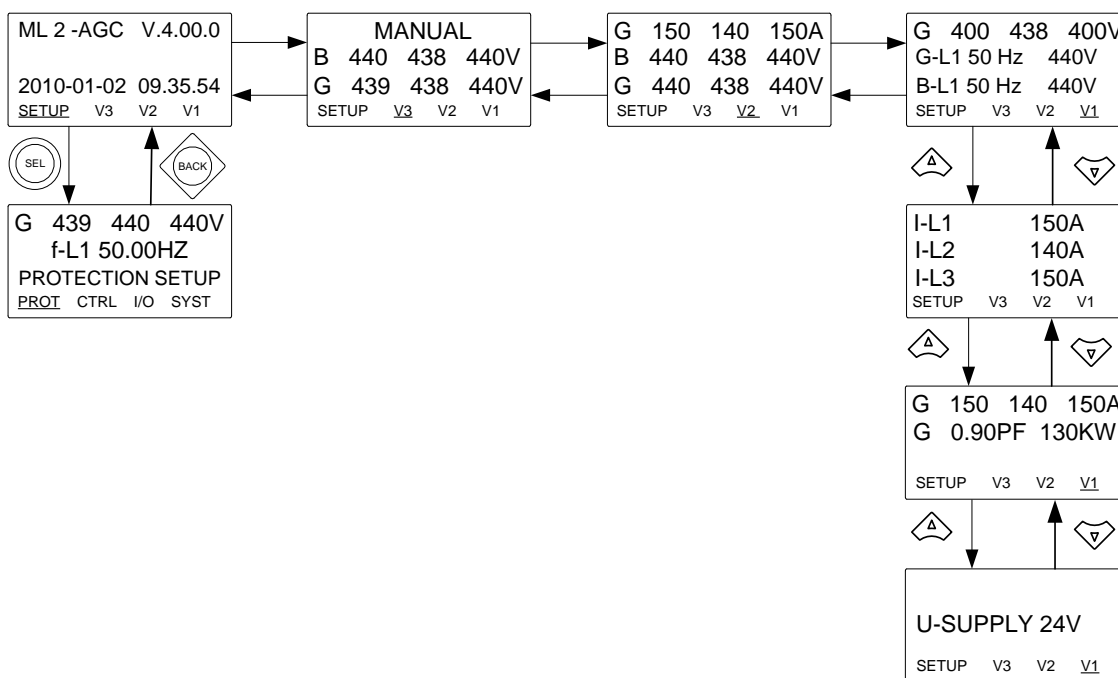 ML 2 -AGC V.4.00.0
2010-01-02 09.35.54
SETUP V3 V2 V1
MANUAL
B 440 438 440V
G 439 438 440V
SETUP V3 V2 V1
G 150 140 150A
B 440 438 440V
G 440 438 440V
SETUP V3 V2 V1
G 400 438 400V
G-L1 50 Hz 440V
B-L1 50 Hz 440V
SETUP V3 V2 V1
SEL
BACK
G 439 440 440V
f-L1 50.00HZ
PROTECTION SETUP
PROT CTRL I/O SYST
I-L1 150A
I-L2 140A
I-L3 150A
SETUP V3 V2 V1
G 150 140 150A
G 0.90PF 130KW
SETUP V3 V2 V1
U-SUPPLY 24V
SETUP V3 V2 V1